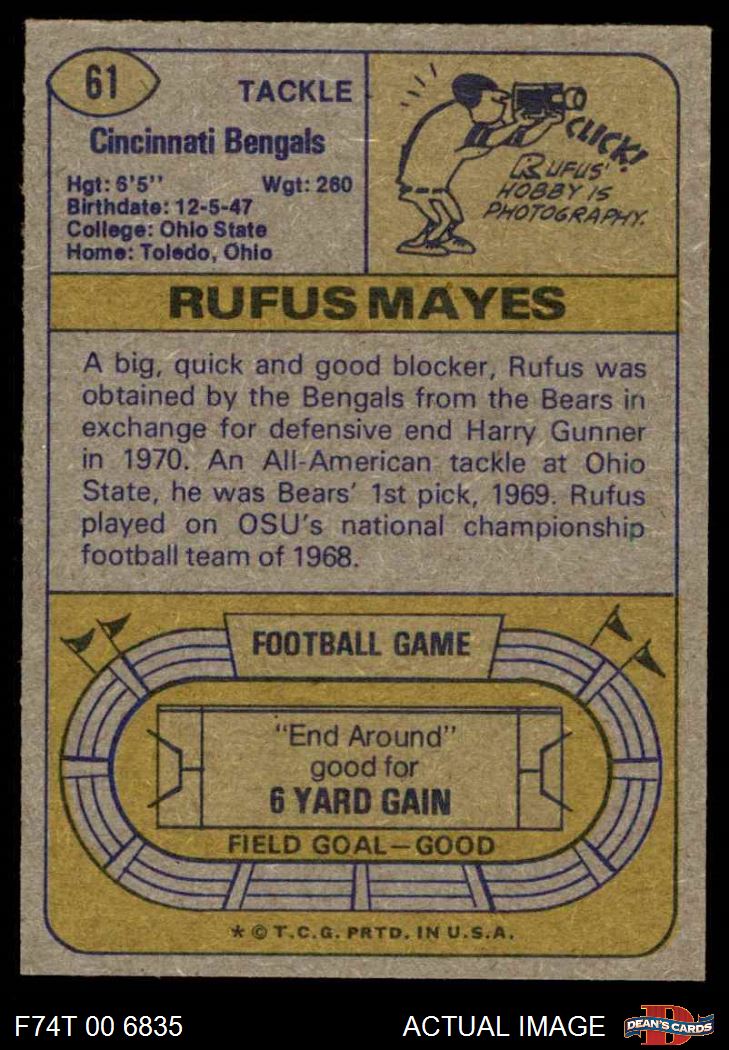 61
TACKLE
Cincinnati Bengals
Hgt: 6'5'' Wgt: 260
Birthdate: 12-5-47
College: Ohio State
Home: Toledo, Ohio
CLICK!
RUFUS'
HOBBY IS
PHOTOGRAPHY.
RUFUS MAYES
A big, quick and good blocker, Rufus was
obtained by the Bengals from the Bears in
exchange for defensive end Harry Gunner
in 1970. An All-American tackle at Ohio
State, he was Bears' 1st pick, 1969. Rufus
played on OSU's national championship
football team of 1968.
FOOTBALL GAME
"End Around"
good for
6 YARD GAIN
FIELD GOAL—GOOD
* © T.C.G. PRTD. IN U.S.A.
F74T 00 6835
ACTUAL IMAGE
D
DEAN'S CARDS